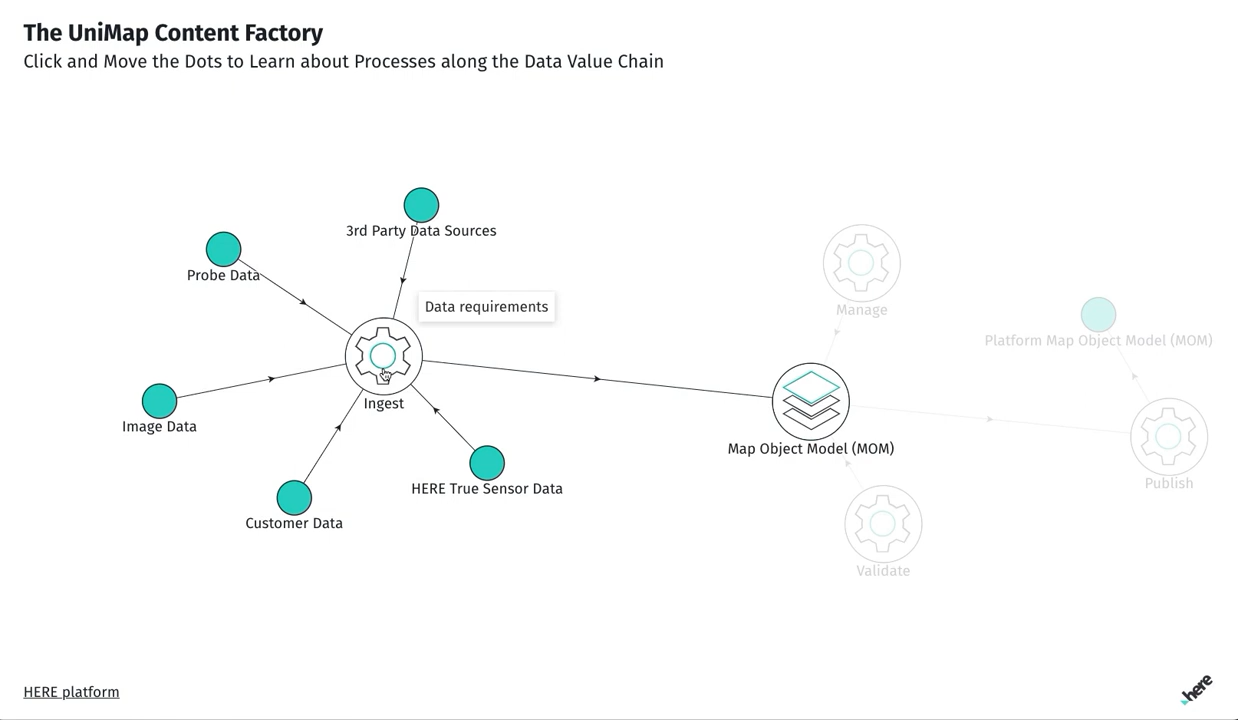 The UniMap Content Factory
Click and Move the Dots to Learn about Processes along the Data Value Chain
3rd Party Data Sources
Probe Data
Data requirements
Manage
Platform Map Object Model (MOM)
Ingest
Image Data
Map Object Model (MOM)
Publish
HERE True Sensor Data
Customer Data
Validate
HERE platform
here